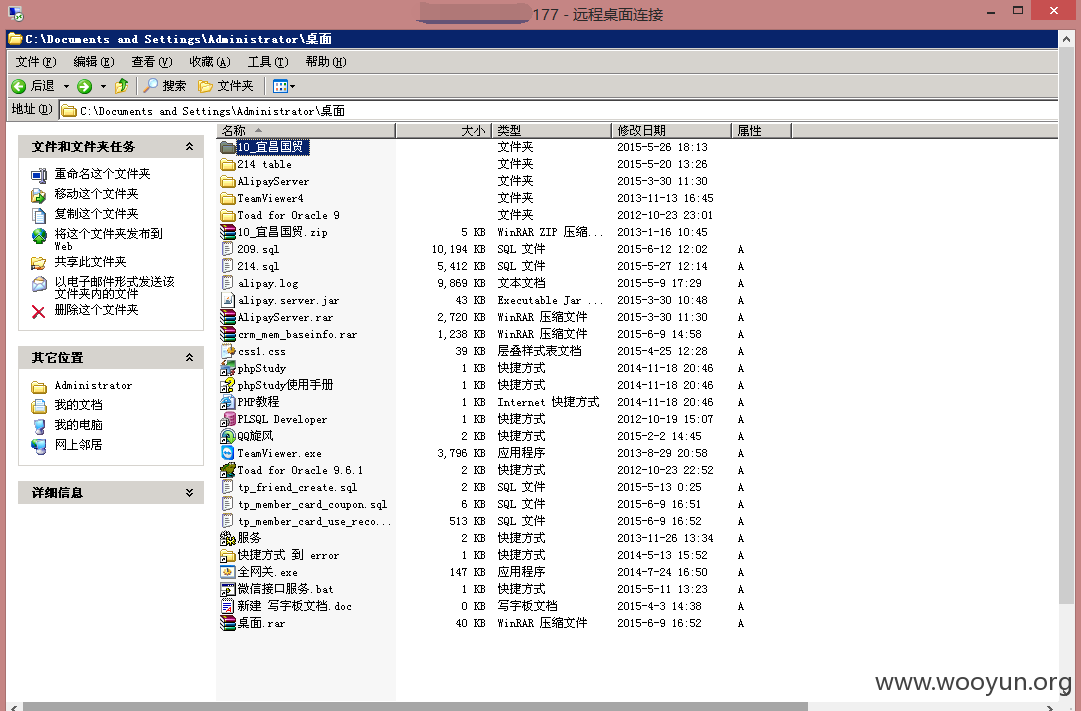 177 - 远程桌面连接
C:\Documents and Settings\Administrator\桌面
文件(F) 编辑(E) 查看(V) 收藏(A) 工具(T) 帮助(H)
后退 搜索 文件夹
地址(D) C:\Documents and Settings\Administrator\桌面
文件和文件夹任务
重命名这个文件夹
移动这个文件夹
复制这个文件夹
将这个文件夹发布到
Web
共享此文件夹
以电子邮件形式发送该
文件夹内的文件
删除这个文件夹
其它位置
Administrator
我的文档
我的电脑
网上邻居
详细信息
名称 大小 类型 修改日期 属性
10_宜昌国贸 文件夹 2015-5-26 18:13
214 table 文件夹 2015-5-20 13:26
AlipayServer 文件夹 2015-3-30 11:30
TeamViewer4 文件夹 2013-11-13 16:45
Toad for Oracle 9 文件夹 2012-10-23 23:01
10_宜昌国贸.zip 5 KB WinRAR ZIP 压缩... 2013-1-16 10:45
209.sql 10,194 KB SQL 文件 2015-6-12 12:02 A
214.sql 5,412 KB SQL 文件 2015-5-27 12:14 A
alipay.log 9,869 KB 文本文档 2015-5-9 17:29 A
alipay.server.jar 43 KB Executable Jar ... 2015-3-30 10:48 A
AlipayServer.rar 2,720 KB WinRAR 压缩文件 2015-3-30 11:30 A
crm_mem_baseinfo.rar 1,238 KB WinRAR 压缩文件 2015-6-9 14:58 A
css1.css 39 KB 层叠样式表文档 2015-4-25 12:28 A
phpStudy 1 KB 快捷方式 2014-11-18 20:46 A
phpStudy使用手册 1 KB 快捷方式 2014-11-18 20:46 A
PHP教程 1 KB Internet 快捷方式 2014-11-18 20:46 A
PLSQL Developer 1 KB 快捷方式 2012-10-19 15:07 A
QQ旋风 2 KB 快捷方式 2015-2-2 14:45 A
TeamViewer.exe 3,796 KB 应用程序 2013-8-29 20:58 A
Toad for Oracle 9.6.1 2 KB 快捷方式 2012-10-23 22:52 A
tp_friend_create.sql 2 KB SQL 文件 2015-5-13 0:25 A
tp_member_card_coupon.sql 6 KB SQL 文件 2015-6-9 16:51 A
tp_member_card_use_reco... 513 KB SQL 文件 2015-6-9 16:52 A
服务 2 KB 快捷方式 2013-11-26 13:34 A
快捷方式 到 error 1 KB 快捷方式 2014-5-13 15:52 A
全网关.exe 147 KB 应用程序 2014-7-24 16:50 A
微信接口服务.bat 1 KB 快捷方式 2015-5-11 13:23 A
新建 写字板文档.doc 0 KB 写字板文档 2015-4-3 14:38 A
桌面.rar 40 KB WinRAR 压缩文件 2015-6-9 16:52 A
www.wooyun.org